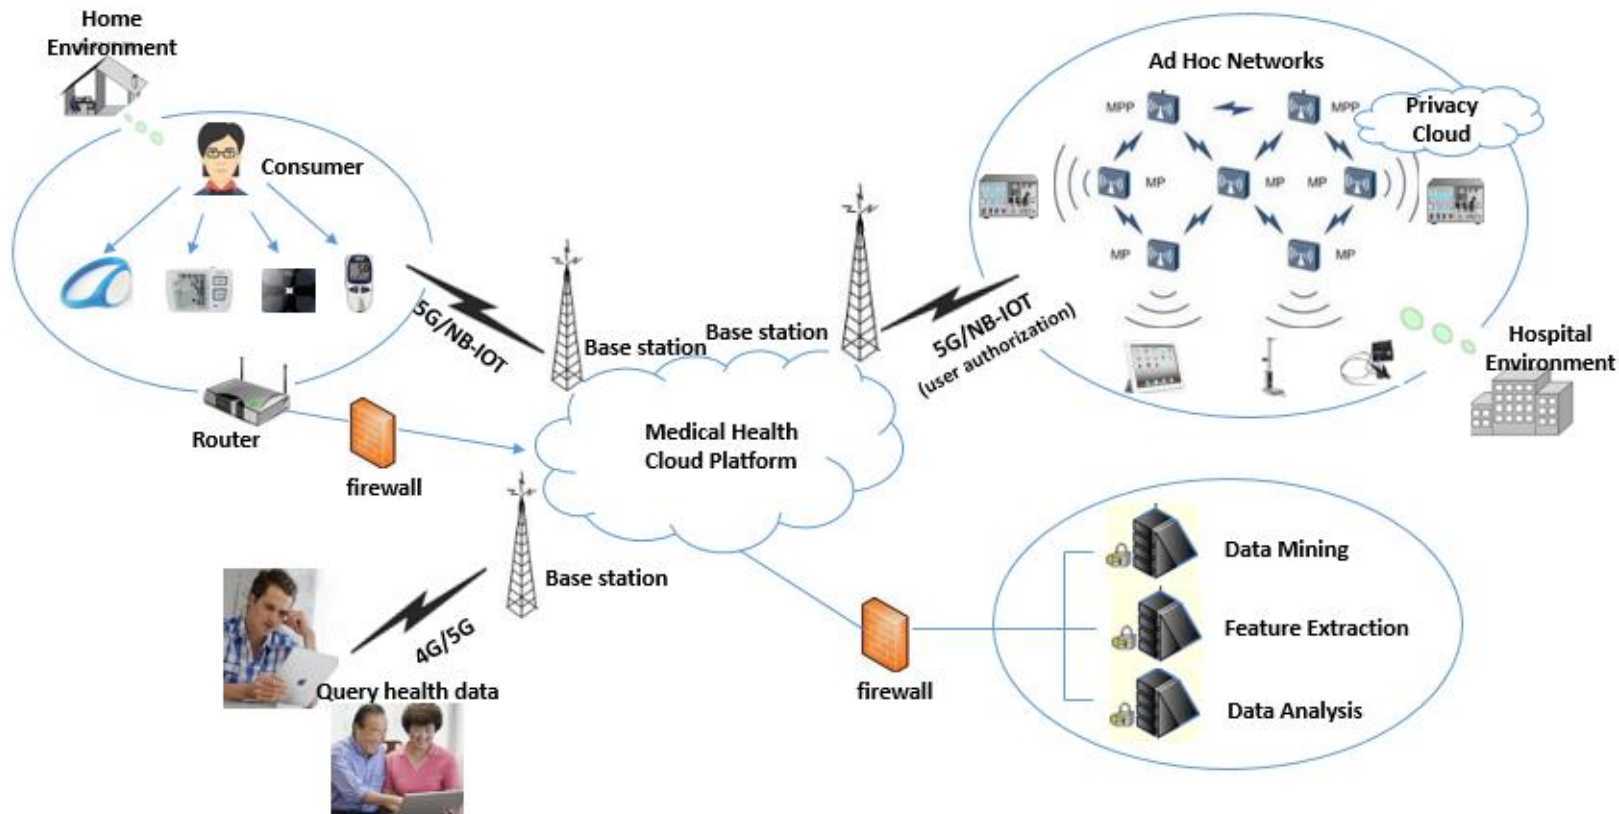 Home
Environment
Consumer
5G/NB-IOT
Router
firewall
Base station
Base station
5G/NB-IOT
(user authorization)
Ad Hoc Networks
MPP
MPP
Privacy
Cloud
MP
MP
MP
MP
MP
Hospital
Environment
Medical Health
Cloud Platform
Base station
4G/5G
Query health data
firewall
Data Mining
Feature Extraction
Data Analysis